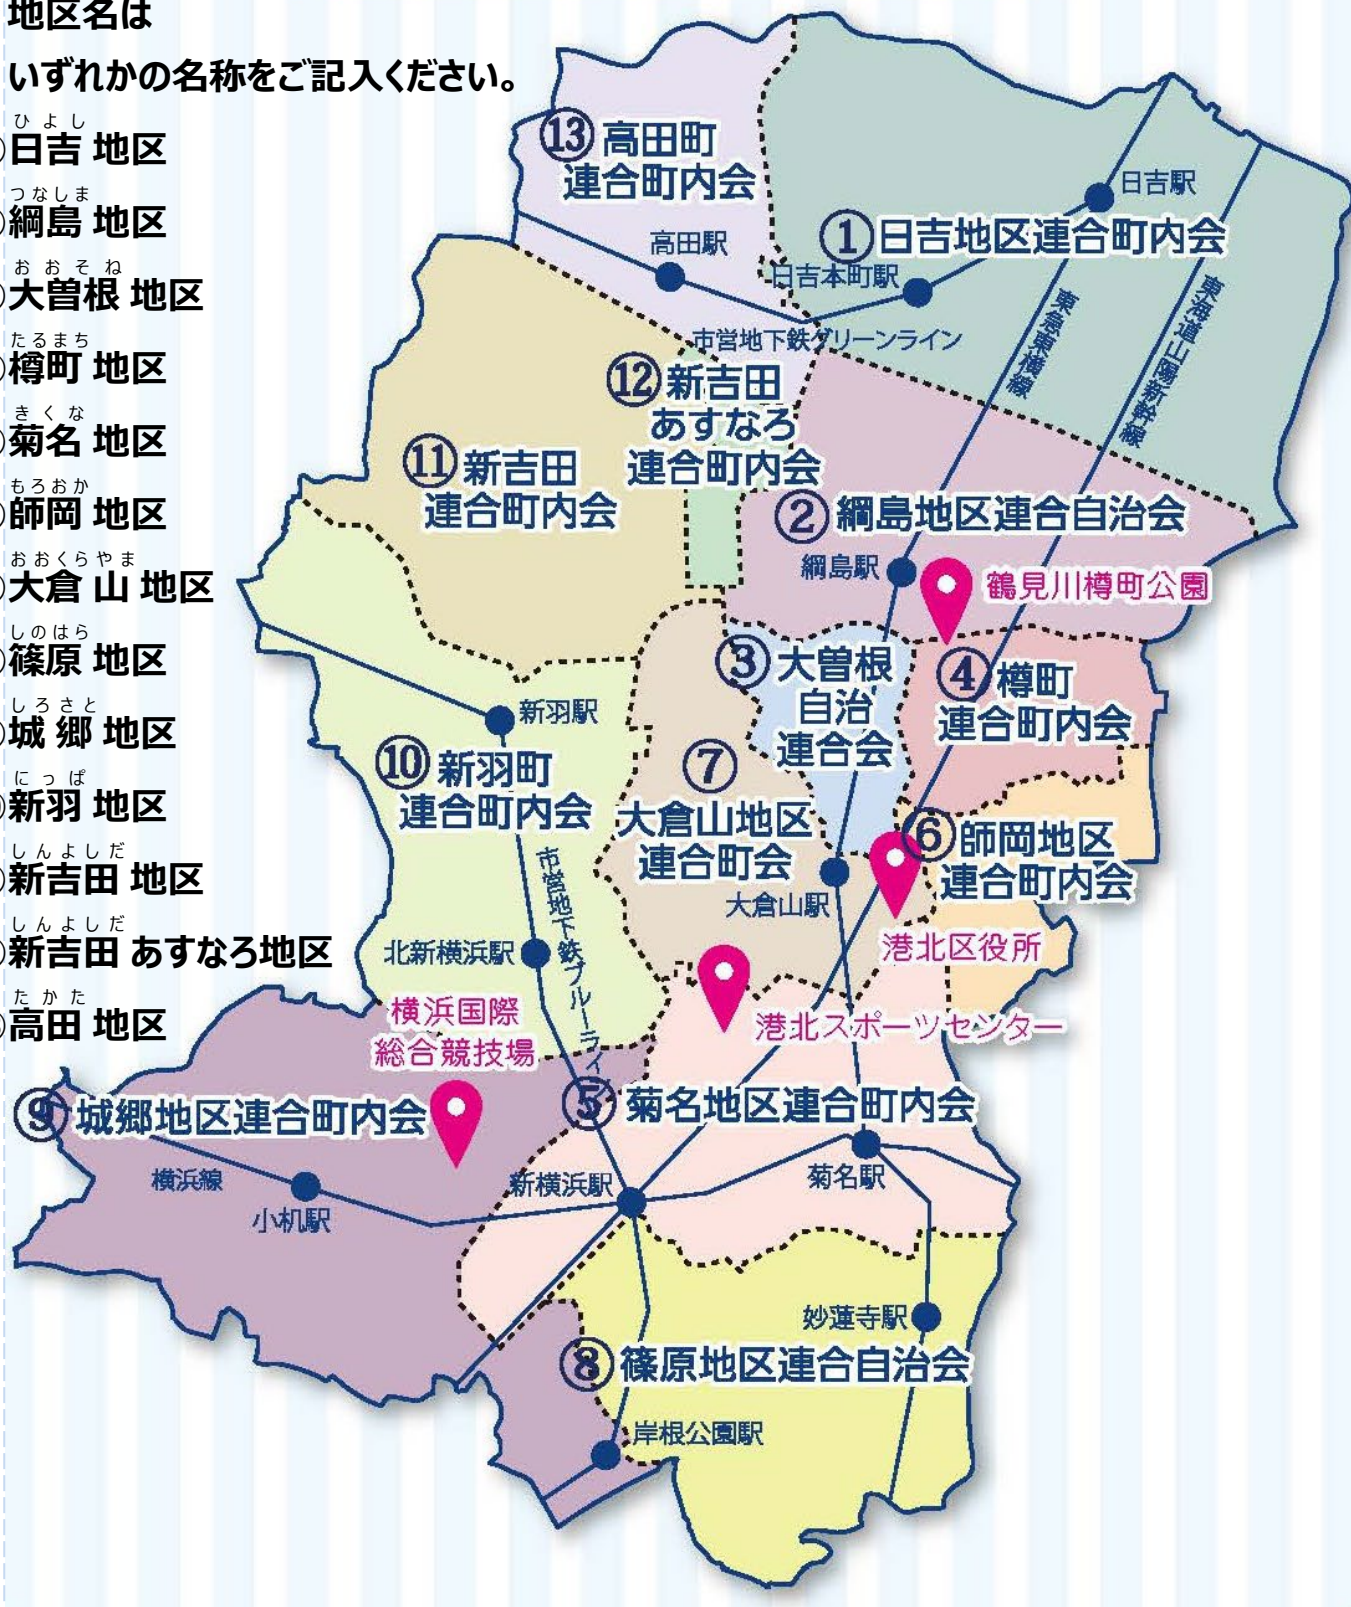 地区名は
いずれかの名称をご記入ください。
ひよし
日吉 地区
つなしま
綱島 地区
おおそね
大曽根 地区
たるまち
樽町 地区
きくな
菊名 地区
もろおか
師岡 地区
おおくらやま
大倉 山 地区
しのはら
篠原 地区
しろさと
城 郷 地区
にっぱ
新羽 地区
しんよしだ
新吉田 地区
しんよしだ
新吉田 あすなろ地区
たかた
高田 地区
⑬高田町
連合町内会
日吉駅
①日吉地区連合町内会
高田駅
日吉本町駅
市営地下鉄グリーンライン
東急東横線
東海道山陽新幹線
⑫新吉田
あすなろ
連合町内会
⑪新吉田
連合町内会
②綱島地区連合自治会
綱島駅
鶴見川樽町公園
③大曽根
自治
連合会
④樽町
連合町内会
新羽駅
⑩新羽町
連合町内会
⑦
大倉山地区
連合町会
⑥師岡地区
連合町内会
大倉山駅
市営地下鉄ブルーライン
北新横浜駅
港北区役所
横浜国際
総合競技場
港北スポーツセンター
⑨城郷地区連合町内会
⑤菊名地区連合町内会
横浜線
小机駅
新横浜駅
菊名駅
妙蓮寺駅
⑧篠原地区連合自治会
岸根公園駅